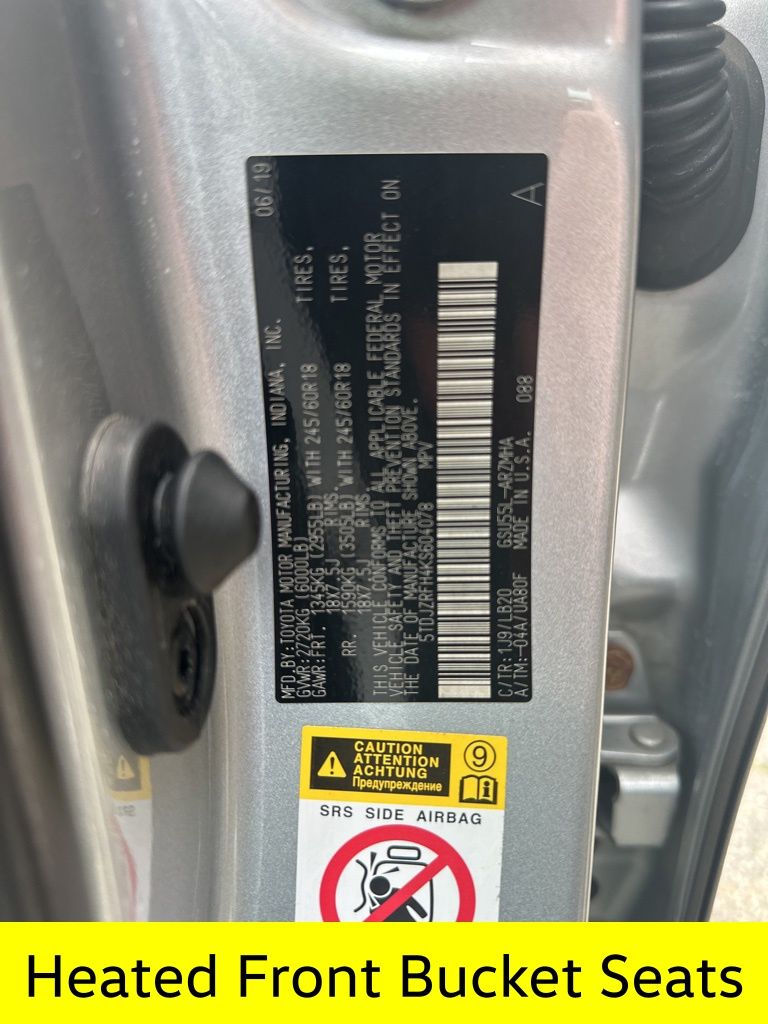 MFD.BY:TOYOTA MOTOR MANUFACTURING, INDIANA, INC. 06/19
GVWR:2720KG (6000LB)
GAWR:FRT. 1345KG (2955LB) WITH 245/60R18 TIRES,
18X7.5J RIMS
RR. 1590KG (3505LB) WITH 245/60R18 TIRES,
18X7.5J RIMS
THIS VEHICLE CONFORMS TO ALL APPLICABLE FEDERAL MOTOR
VEHICLE SAFETY AND THEFT PREVENTION STANDARDS IN EFFECT ON
THE DATE OF MANUFACTURE SHOWN ABOVE.
5TDJZRFH4KS604078 MPV
C/TR:1J9/LB20 GSU55L-ARZMHA
A/TM:-04A/UA80F MADE IN U.S.A. 088 A
CAUTION
ATTENTION
ACHTUNG
Предупреждение
9
SRS SIDE AIRBAG
Heated Front Bucket Seats